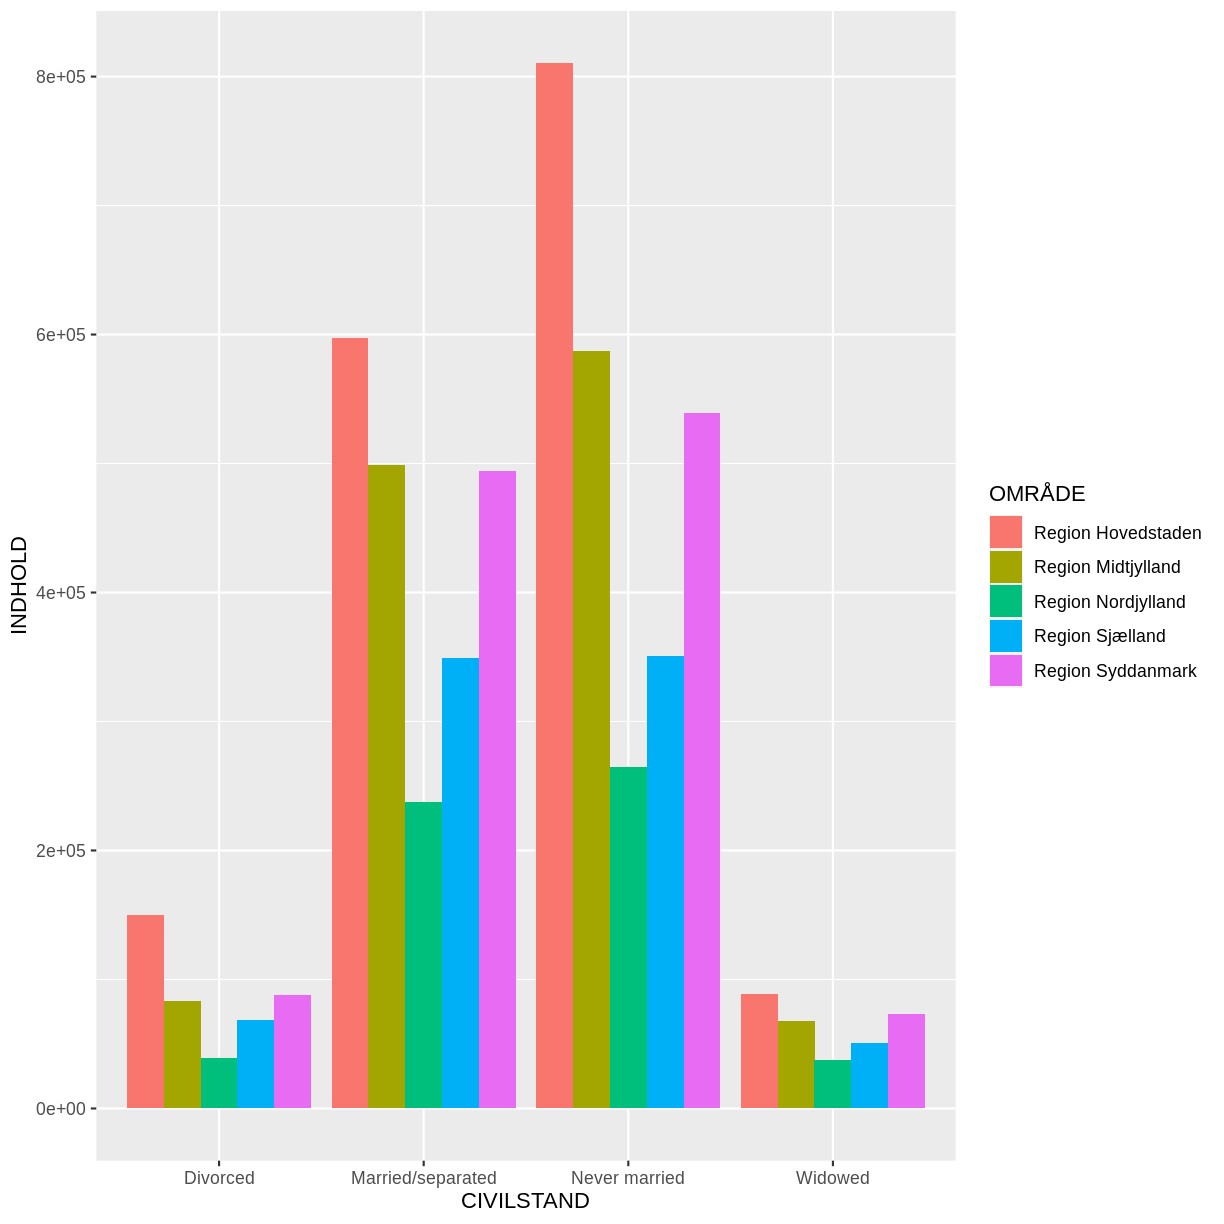 8e+05
6e+05
4e+05
2e+05
0e+00
INDHOLD
Divorced
Married/separated
Never married
Widowed
CIVILSTAND
OMRÅDE
Region Hovedstaden
Region Midtjylland
Region Nordjylland
Region Sjælland
Region Syddanmark